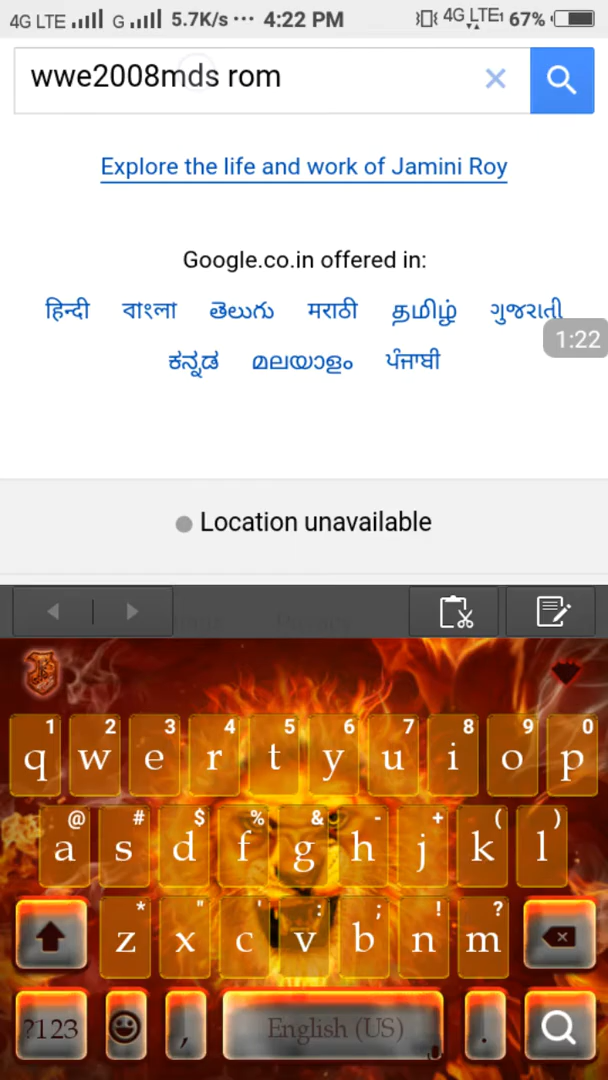 4G LTE G 5.7K/s ··· 4:22 PM 4G LTE1 67%
wwe2008mds rom
Explore the life and work of Jamini Roy
Google.co.in offered in:
हिन्दी বাংলা తెలుగు मराठी தமிழ் ગુજરાતી
1:22
ಕನ್ನಡ മലയാളം ਪੰਜਾਬੀ
Location unavailable
1 2 3 4 5 6 7 8 9 0
q w e r t y u i o p
@ # $ % & - + ( )
a s d f g h j k l
* " ' : ; ! ?
z x c v b n m
?123 , English (US) .